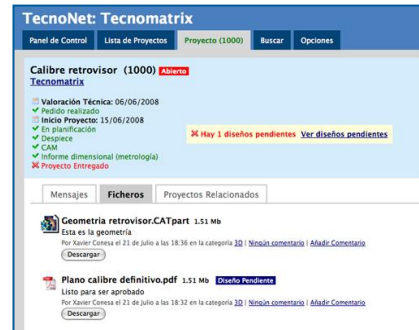 TecnoNet: Tecnomatrix
Panel de Control Lista de Proyectos Proyecto (1000) Buscar Opciones
Calibre retrovisor (1000) Abierto
Tecnomatrix
Valoración Técnica: 06/06/2008
Pedido realizado
Inicio Proyecto: 15/06/2008
En planificación
Despiece
CAM
Informe dimensional (metrología)
Proyecto Entregado
Hay 1 diseños pendientes Ver diseños pendientes
Mensajes Ficheros Proyectos Relacionados
Geometria retrovisor.CATpart 1.51 Mb
Esta es la geometría
Por Xavier Conesa el 21 de Julio a las 18:36 en la categoría 3D | Ningún comentario | Añadir Comentario
Descargar
Plano calibre definitivo.pdf 1.51 Mb Diseño Pendiente
Listo para ser aprobado
Por Xavier Conesa el 21 de Julio a las 18:32 en la categoría 3D | Ningún comentario | Añadir Comentario
Descargar